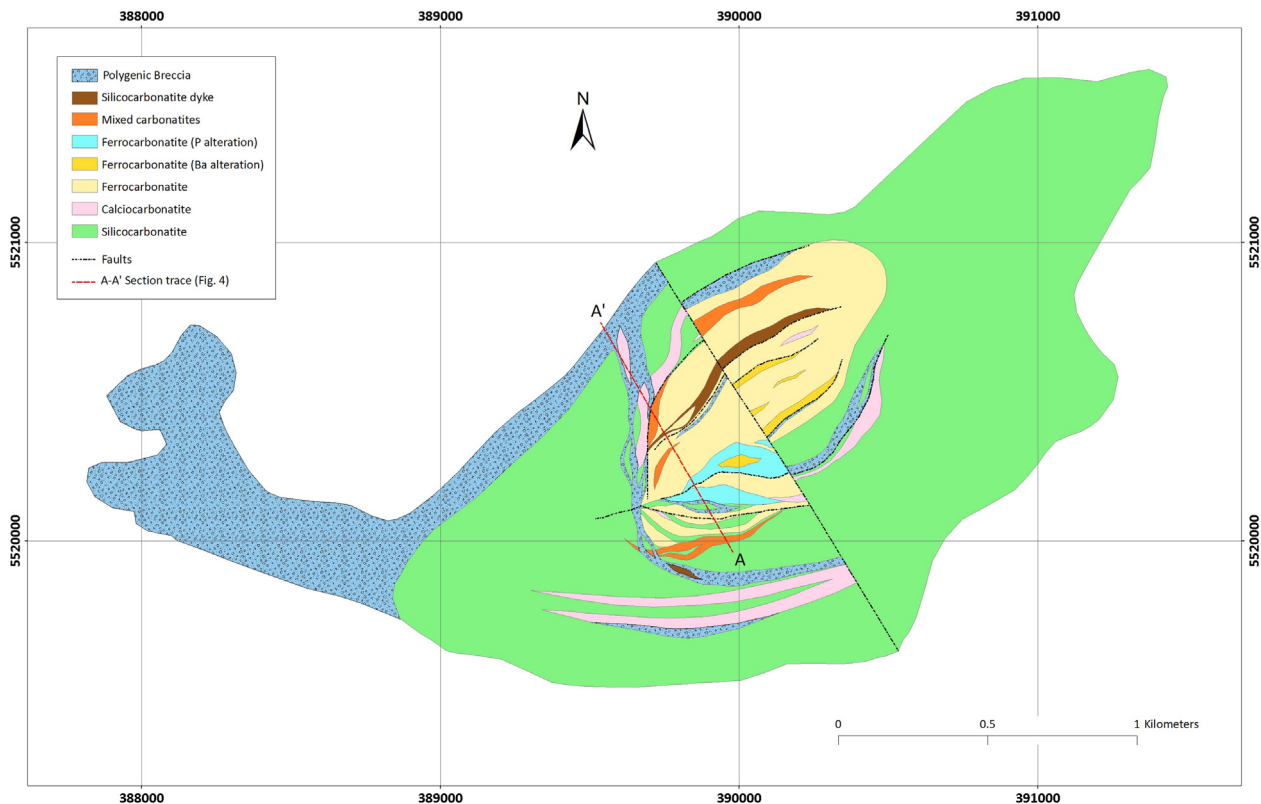 388000
389000
390000
391000
Polygenic Breccia
Silicocarbonatite dyke
Mixed carbonatites
Ferrocarbonatite (P alteration)
Ferrocarbonatite (Ba alteration)
Ferrocarbonatite
Calciocarbonatite
Silicocarbonatite
Faults
A-A' Section trace (Fig. 4)
N
5521000
5521000
A'
5520000
5520000
A
0
0.5
1 Kilometers
388000
389000
390000
391000